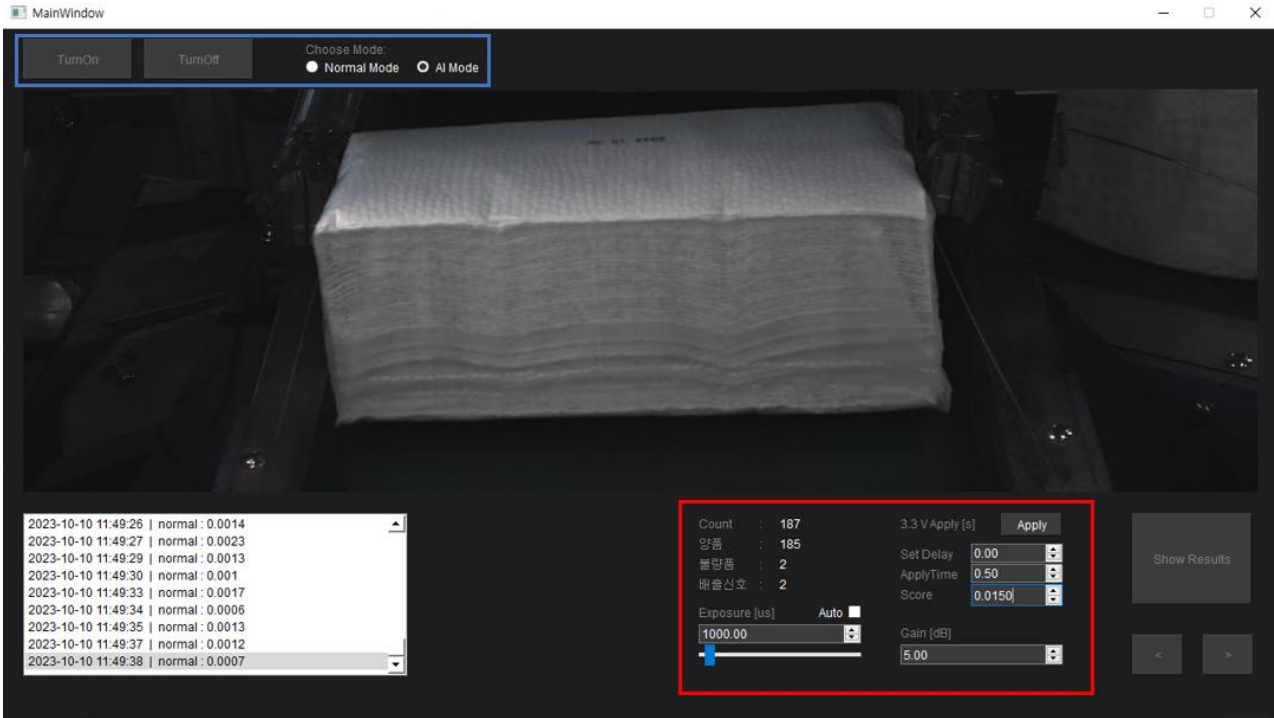 MainWindow
TurnOn TurnOff
Choose Mode:
Normal Mode AI Mode
2023-10-10 11:49:26 | normal : 0.0014
2023-10-10 11:49:27 | normal : 0.0023
2023-10-10 11:49:29 | normal : 0.0013
2023-10-10 11:49:30 | normal : 0.001
2023-10-10 11:49:33 | normal : 0.0017
2023-10-10 11:49:34 | normal : 0.0006
2023-10-10 11:49:35 | normal : 0.0013
2023-10-10 11:49:37 | normal : 0.0012
2023-10-10 11:49:38 | normal : 0.0007
Count : 187
양품 : 185
불량품 : 2
배출신호 : 2
Exposure [us] Auto
1000.00
3.3 V Apply [s] Apply
Set Delay 0.00
ApplyTime 0.50
Score 0.0150
Gain [dB]
5.00
Show Results
< >